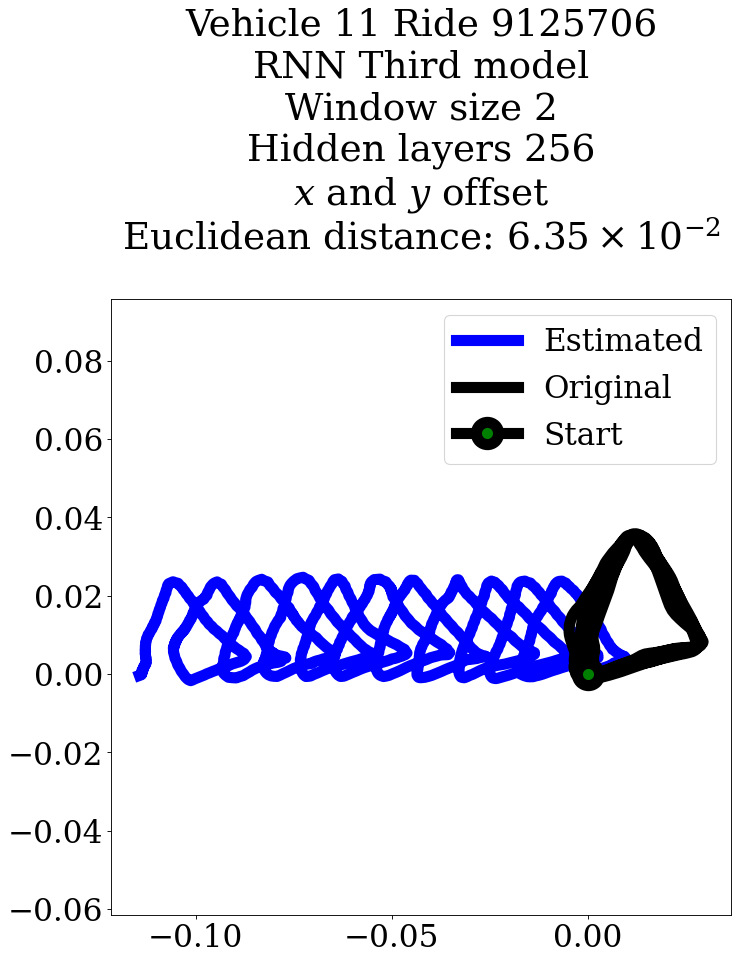 Vehicle 11 Ride 9125706
RNN Third model
Window size 2
Hidden layers 256
x and y offset
Euclidean distance: 6.35 × 10⁻²
Estimated
Original
Start
0.08
0.06
0.04
0.02
0.00
−0.02
−0.04
−0.06
−0.10
−0.05
0.00